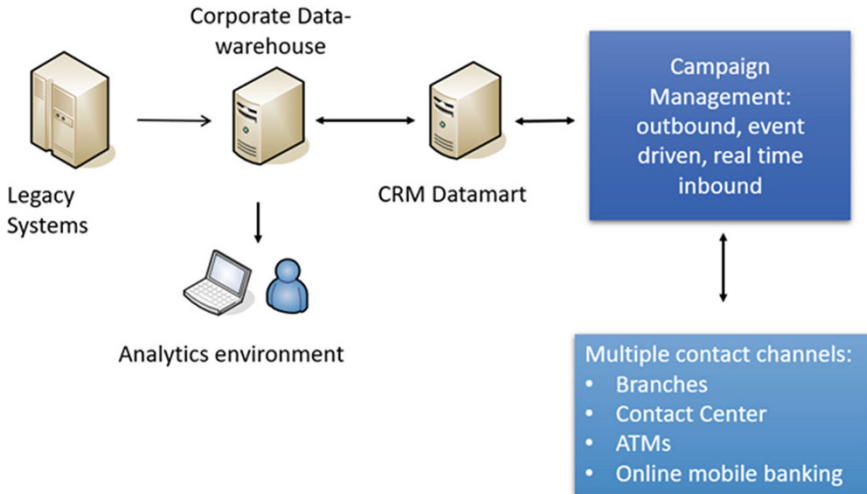 Corporate Data-
warehouse
Legacy
Systems
CRM Datamart
Campaign
Management:
outbound, event
driven, real time
inbound
Analytics environment
Multiple contact channels:
• Branches
• Contact Center
• ATMs
• Online mobile banking